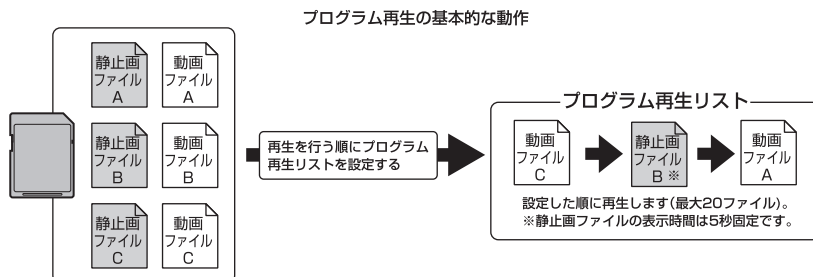 プログラム再生の基本的な動作
静止画
ファイル
A
動画
ファイル
A
静止画
ファイル
B
動画
ファイル
B
静止画
ファイル
C
動画
ファイル
C
再生を行う順にプログラム
再生リストを設定する
プログラム再生リスト
動画
ファイル
C
静止画
ファイル
B ※
動画
ファイル
A
設定した順に再生します(最大20ファイル)。
※静止画ファイルの表示時間は5秒固定です。